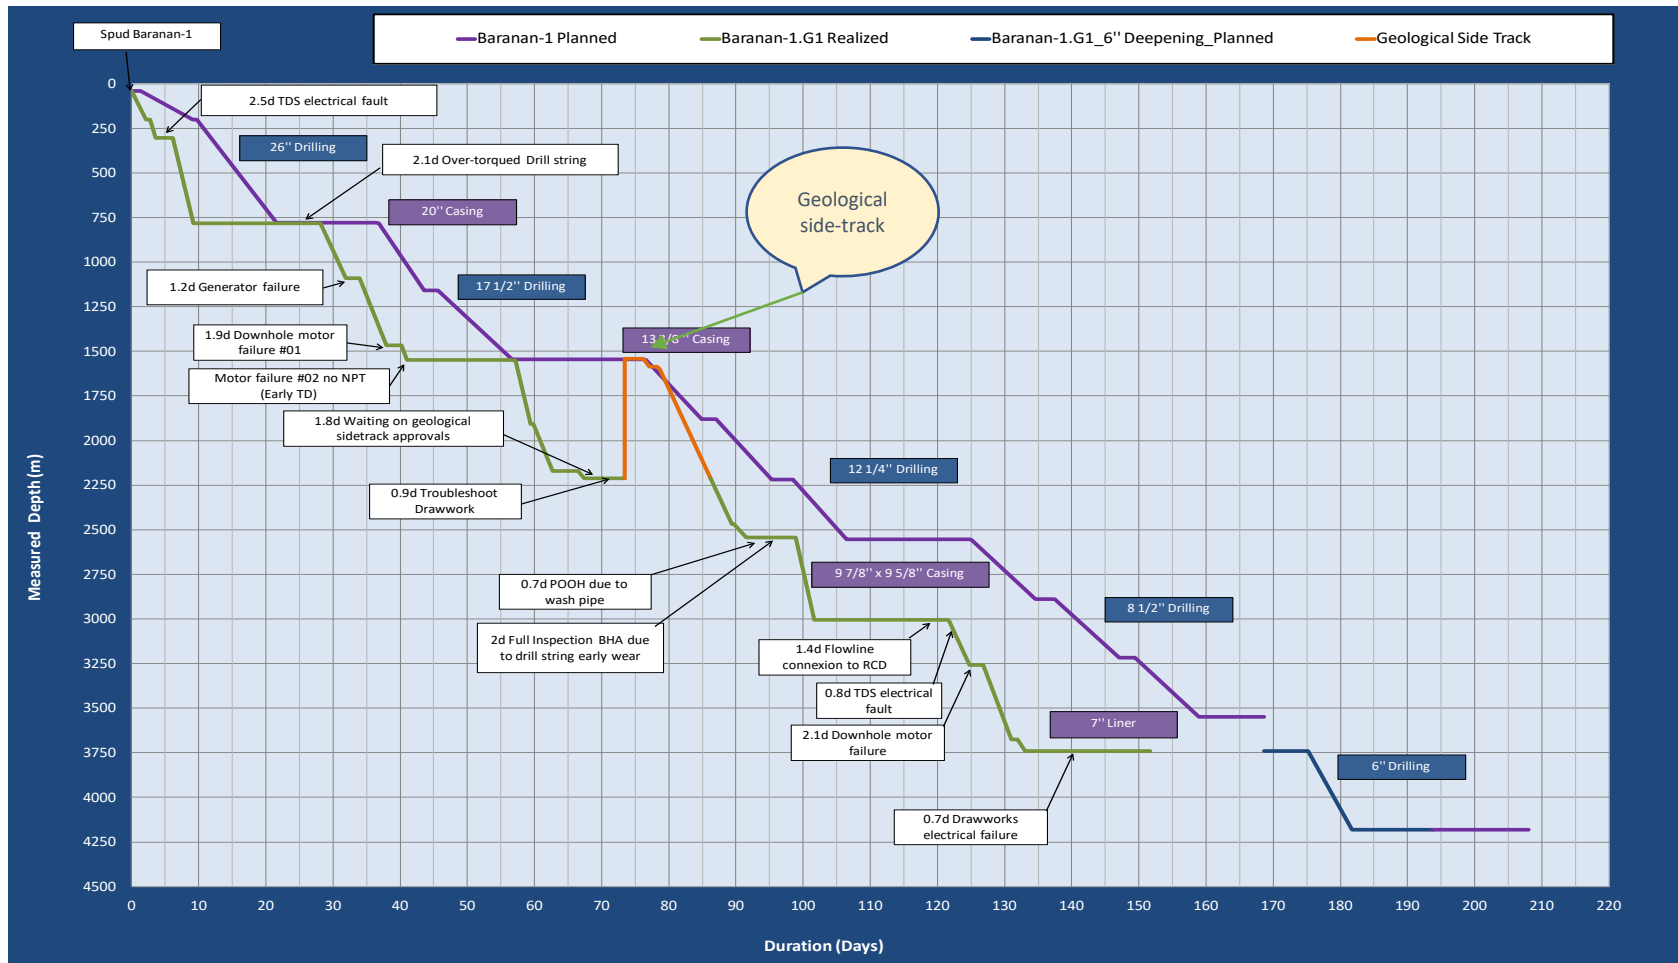 Spud Baranan-1
Baranan-1 Planned
Baranan-1.G1 Realized
Baranan-1.G1_6'' Deepening_Planned
Geological Side Track
2.5d TDS electrical fault
26'' Drilling
2.1d Over-torqued Drill string
20'' Casing
Geological
side-track
1.2d Generator failure
17 1/2'' Drilling
1.9d Downhole motor
failure #01
13 3/8'' Casing
Motor failure #02 no NPT
(Early TD)
1.8d Waiting on geological
sidetrack approvals
12 1/4'' Drilling
0.9d Troubleshoot
Drawwork
0.7d POOH due to
wash pipe
9 7/8'' x 9 5/8'' Casing
8 1/2'' Drilling
2d Full Inspection BHA due
to drill string early wear
1.4d Flowline
connexion to RCD
0.8d TDS electrical
fault
2.1d Downhole motor
failure
7'' Liner
6'' Drilling
0.7d Drawworks
electrical failure
Measured Depth (m)
0
250
500
750
1000
1250
1500
1750
2000
2250
2500
2750
3000
3250
3500
3750
4000
4250
4500
0 10 20 30 40 50 60 70 80 90 100 110 120 130 140 150 160 170 180 190 200 210 220
Duration (Days)